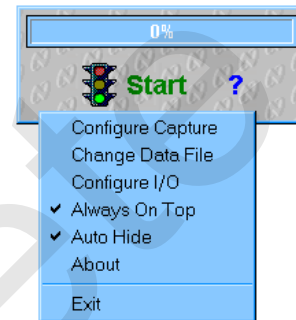 0%
Start ?
Configure Capture
Change Data File
Configure I/O
Always On Top
Auto Hide
About
Exit